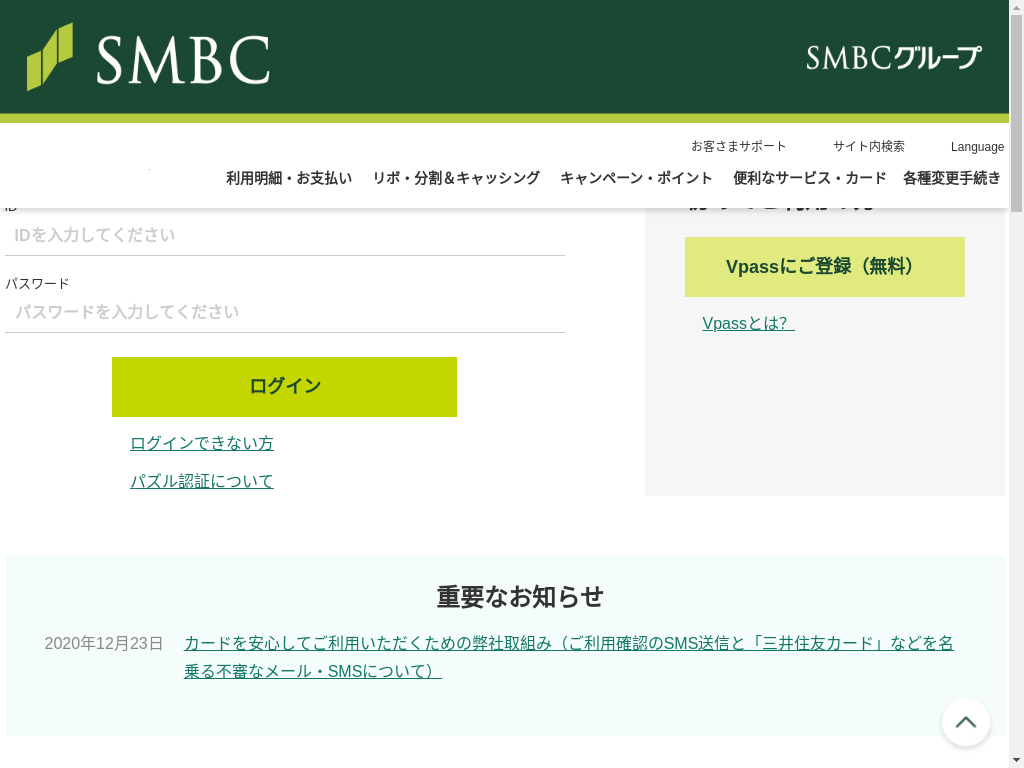 SMBC
SMBCグループ
お客さまサポート サイト内検索 Language
利用明細・お支払い リボ・分割＆キャッシング キャンペーン・ポイント 便利なサービス・カード 各種変更手続き
IDを入力してください
Vpassにご登録（無料）
パスワード
パスワードを入力してください
Vpassとは?
ログイン
ログインできない方
パズル認証について
重要なお知らせ
2020年12月23日 カードを安心してご利用いただくための弊社取組み（ご利用確認のSMS送信と「三井住友カード」などを名
乗る不審なメール・SMSについて）